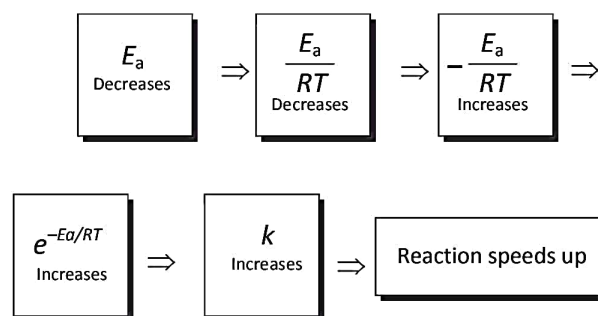 Eₐ
Decreases
⇒
Eₐ
RT
Decreases
⇒
– Eₐ
RT
Increases
⇒
e^–Ea/RT
Increases
⇒
k
Increases
⇒
Reaction speeds up